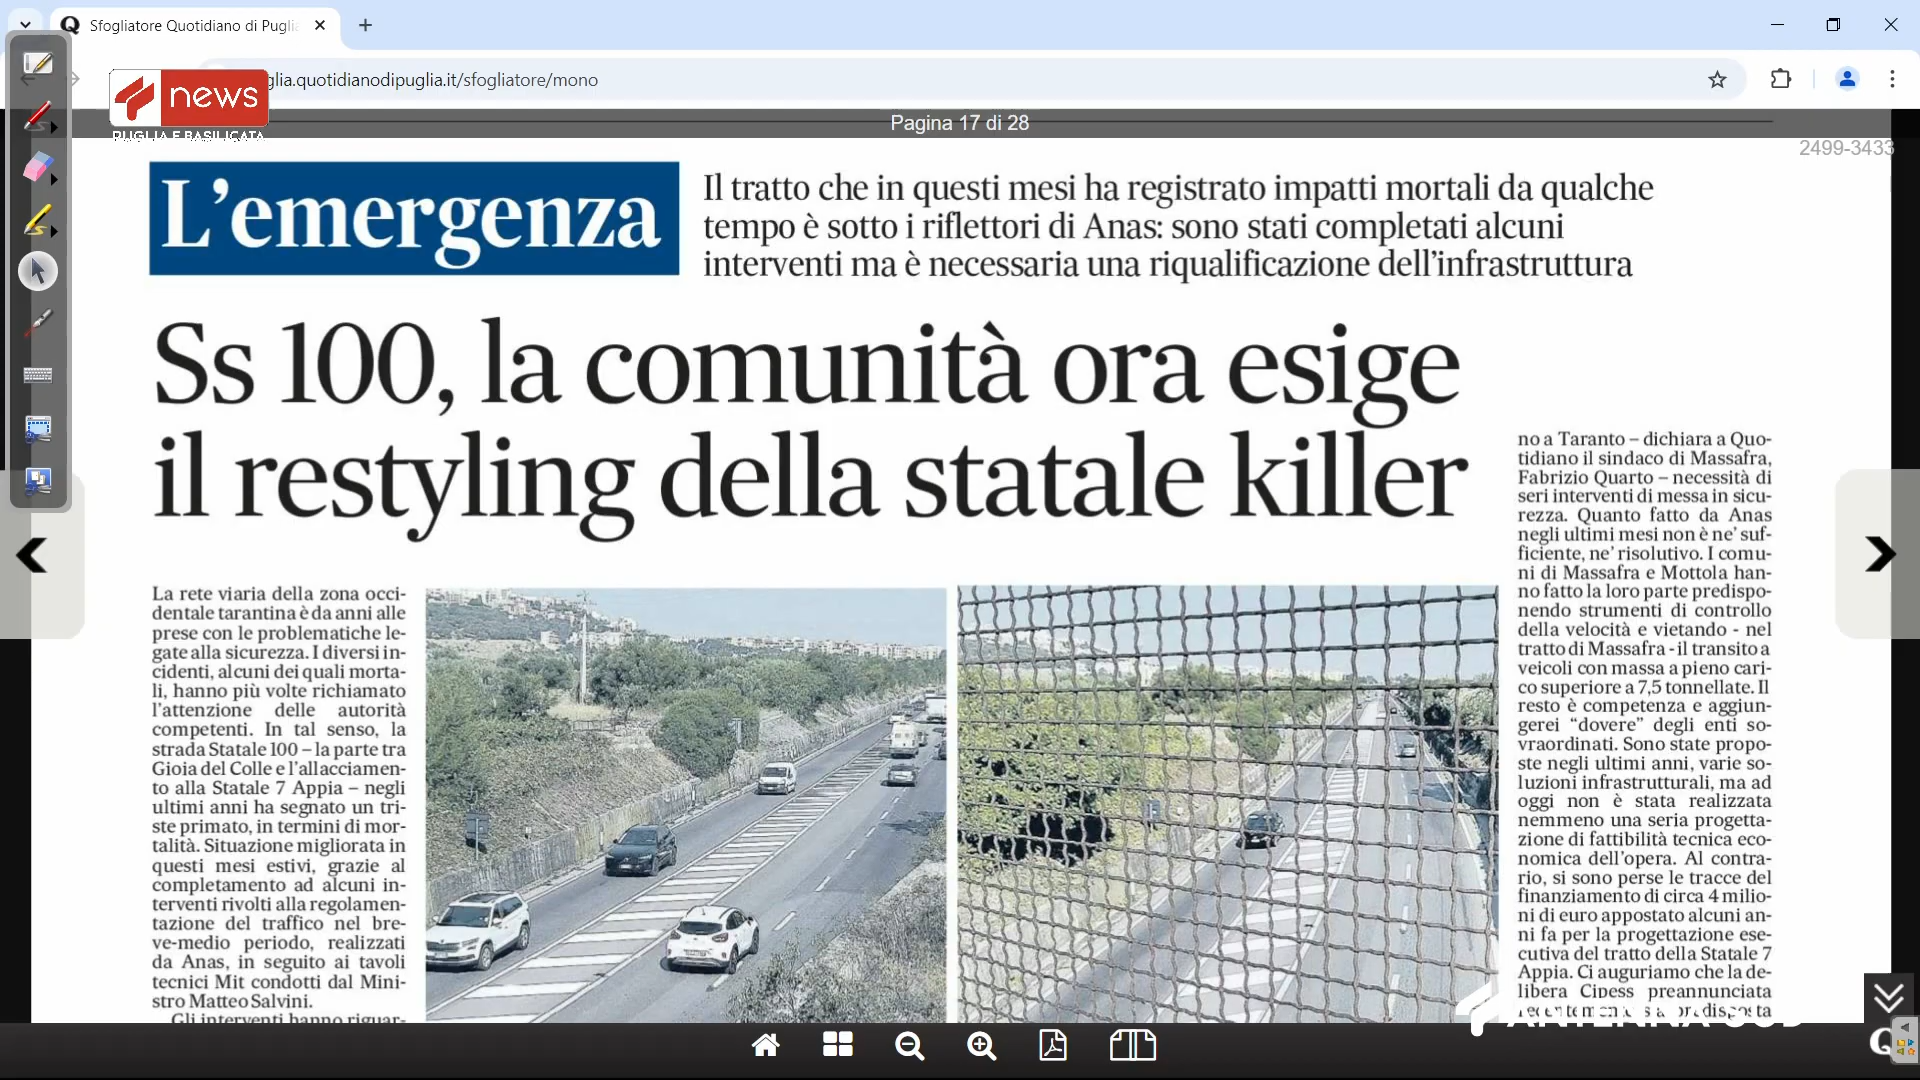 Sfogliatore Quotidiano di Puglia
glia.quotidianodipuglia.it/sfogliatore/mono
news
PUGLIA E BASILICATA
Pagina 17 di 28
2499-3433
L'emergenza
Il tratto che in questi mesi ha registrato impatti mortali da qualche
tempo è sotto i riflettori di Anas: sono stati completati alcuni
interventi ma è necessaria una riqualificazione dell'infrastruttura
Ss 100, la comunità ora esige
il restyling della statale killer
La rete viaria della zona occi-
dentale tarantina è da anni alle
prese con le problematiche le-
gate alla sicurezza. I diversi in-
cidenti, alcuni dei quali morta-
li, hanno più volte richiamato
l'attenzione delle autorità
competenti. In tal senso, la
strada Statale 100 – la parte tra
Gioia del Colle e l'allacciamen-
to alla Statale 7 Appia – negli
ultimi anni ha segnato un tri-
ste primato, in termini di mor-
talità. Situazione migliorata in
questi mesi estivi, grazie al
completamento ad alcuni in-
terventi rivolti alla regolamen-
tazione del traffico nel bre-
ve-medio periodo, realizzati
da Anas, in seguito ai tavoli
tecnici Mit condotti dal Mini-
stro Matteo Salvini.
Gli interventi hanno riguar-
no a Taranto – dichiara a Quo-
tidiano il sindaco di Massafra,
Fabrizio Quarto – necessità di
seri interventi di messa in sicu-
rezza. Quanto fatto da Anas
negli ultimi mesi non è ne' suf-
ficiente, ne' risolutivo. I comu-
ni di Massafra e Mottola han-
no fatto la loro parte predispo-
nendo strumenti di controllo
della velocità e vietando - nel
tratto di Massafra - il transito a
veicoli con massa a pieno cari-
co superiore a 7,5 tonnellate. Il
resto è competenza e aggiun-
gerei “dovere” degli enti so-
vraordinati. Sono state propo-
ste negli ultimi anni, varie so-
luzioni infrastrutturali, ma ad
oggi non è stata realizzata
nemmeno una seria progetta-
zione di fattibilità tecnica eco-
nomica dell'opera. Al contra-
rio, si sono perse le tracce del
finanziamento di circa 4 milio-
ni di euro appostato alcuni an-
ni fa per la progettazione ese-
cutiva del tratto della Statale 7
Appia. Ci auguriamo che la de-
libera Cipess preannunciata
ANTENNA SUD